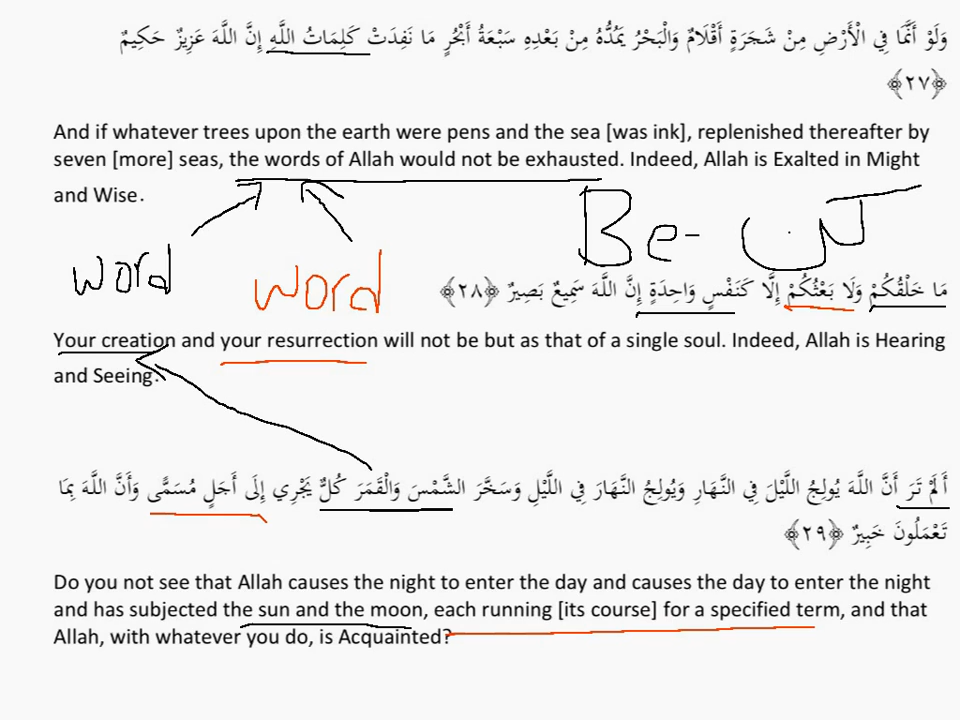 وَلَوْ أَنَّمَا فِي الْأَرْضِ مِنْ شَجَرَةٍ أَقْلَامٌ وَالْبَحْرُ يَمُدُّهُ مِنْ بَعْدِهِ سَبْعَةُ أَبْحُرٍ مَا نَفِدَتْ كَلِمَاتُ اللَّهِ إِنَّ اللَّهَ عَزِيزٌ حَكِيمٌ
﴿٢٧﴾
And if whatever trees upon the earth were pens and the sea [was ink], replenished thereafter by
seven [more] seas, the words of Allah would not be exhausted. Indeed, Allah is Exalted in Might
and Wise.
Be- كن
word word
مَا خَلْقُكُمْ وَلَا بَعْثُكُمْ إِلَّا كَنَفْسٍ وَاحِدَةٍ إِنَّ اللَّهَ سَمِيعٌ بَصِيرٌ ﴿٢٨﴾
Your creation and your resurrection will not be but as that of a single soul. Indeed, Allah is Hearing
and Seeing.
أَلَمْ تَرَ أَنَّ اللَّهَ يُولِجُ اللَّيْلَ فِي النَّهَارِ وَيُولِجُ النَّهَارَ فِي اللَّيْلِ وَسَخَّرَ الشَّمْسَ وَالْقَمَرَ كُلٌّ يَجْرِي إِلَى أَجَلٍ مُسَمًّى وَأَنَّ اللَّهَ بِمَا
تَعْمَلُونَ خَبِيرٌ ﴿٢٩﴾
Do you not see that Allah causes the night to enter the day and causes the day to enter the night
and has subjected the sun and the moon, each running [its course] for a specified term, and that
Allah, with whatever you do, is Acquainted?